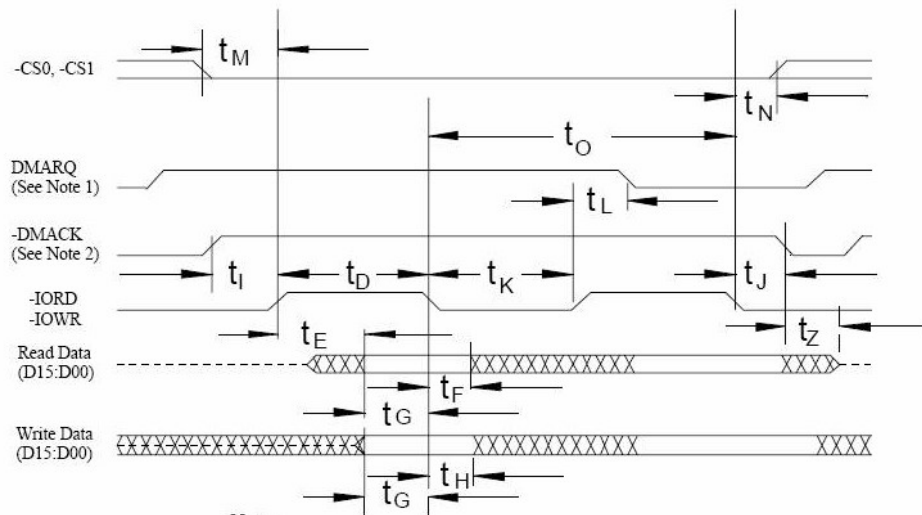 tM
-CS0, -CS1
tN
tO
DMARQ
(See Note 1)
tL
-DMACK
(See Note 2)
tI
tD
tK
tJ
-IORD
-IOWR
tE
tZ
Read Data
(D15:D00)
tF
tG
Write Data
(D15:D00)
tH
tG